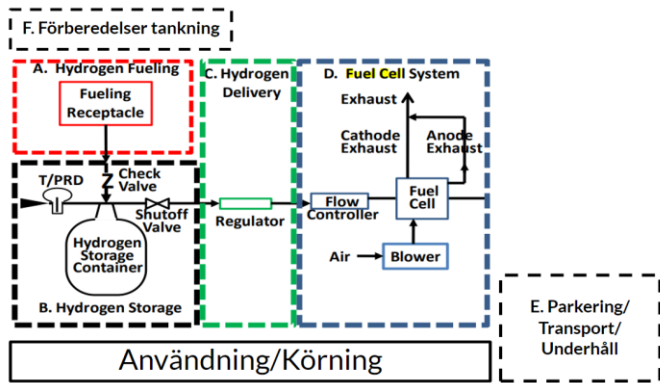 F. Förberedelser tankning
A. Hydrogen Fueling
Fueling
Receptacle
C. Hydrogen
Delivery
D. Fuel Cell System
Exhaust
Cathode
Exhaust
Anode
Exhaust
T/PRD
Check
Valve
Shutoff
Valve
Regulator
Flow
Controller
Fuel
Cell
Hydrogen
Storage
Container
Air
Blower
B. Hydrogen Storage
E. Parkering/
Transport/
Underhåll
Användning/Körning